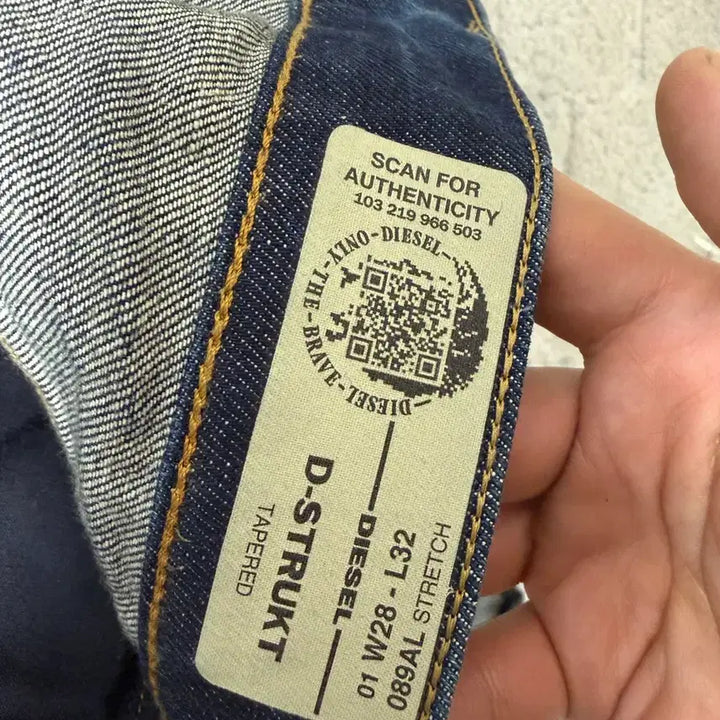 SCAN FOR
AUTHENTICITY
103 219 966 503
DIESEL-ONLY-THE-BRAVE-DIESEL
DIESEL
D-STRUKT
TAPERED
01 W28 - L32
089AL STRETCH